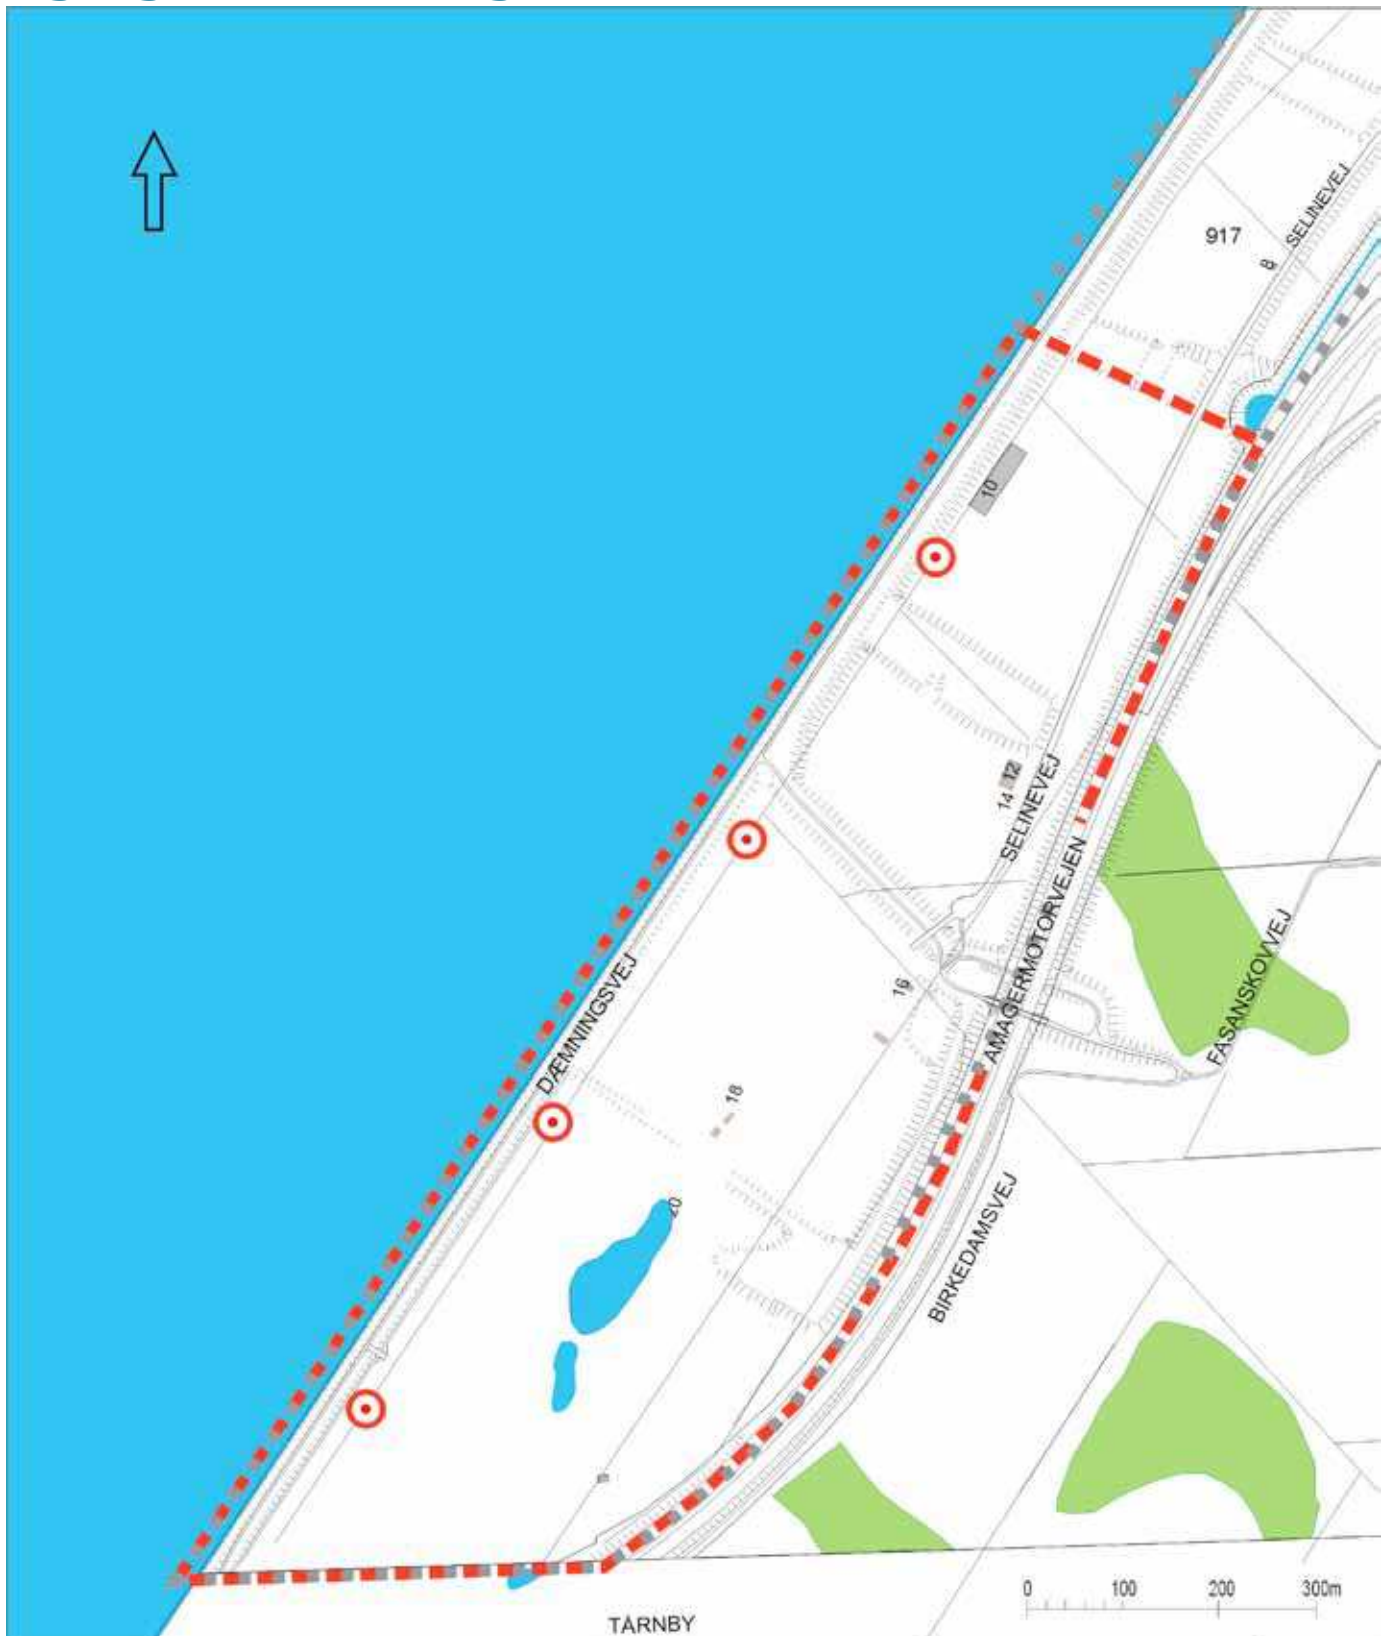 SELINEVEJ
917
8
10
12
14
SELINEVEJ
AMAGERMOTORVEJEN
FASANSKOVVEJ
DÆMNINGSVEJ
16
18
20
BIRKEDAMSVEJ
0 100 200 300m
TÅRNBY